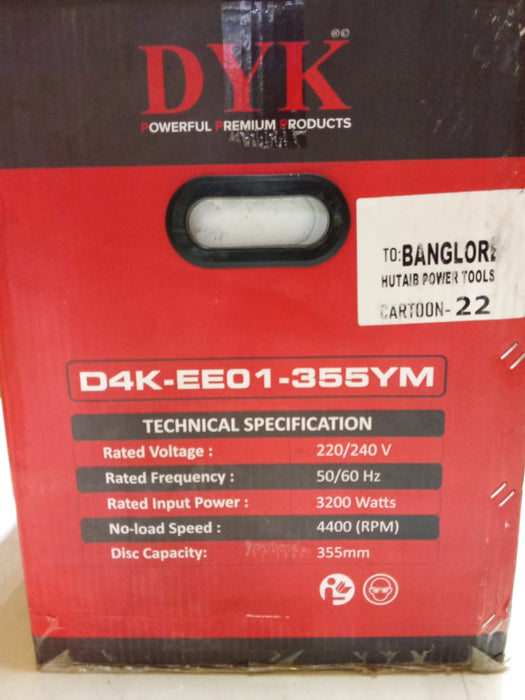 DYK ®©
POWERFUL PREMIUM PRODUCTS
TO: BANGLORE
HUTAIB POWER TOOLS
CARTOON- 22
D4K-EE01-355YM
TECHNICAL SPECIFICATION
Rated Voltage : 220/240 V
Rated Frequency : 50/60 Hz
Rated Input Power : 3200 Watts
No-load Speed : 4400 (RPM)
Disc Capacity: 355mm